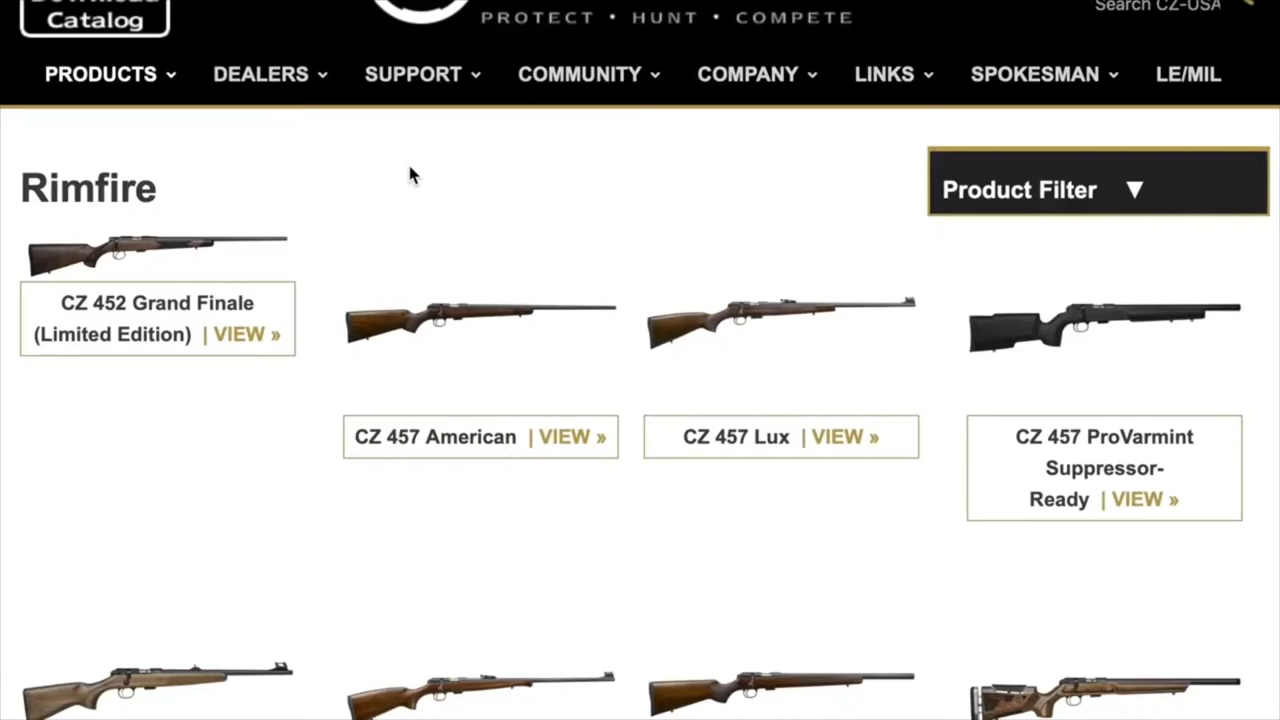 Download
Catalog
PROTECT • HUNT • COMPETE
Search CZ-USA
PRODUCTS
DEALERS
SUPPORT
COMMUNITY
COMPANY
LINKS
SPOKESMAN
LE/MIL
Rimfire
Product Filter ▼
CZ 452 Grand Finale
(Limited Edition) | VIEW »
CZ 457 American | VIEW »
CZ 457 Lux | VIEW »
CZ 457 ProVarmint
Suppressor-
Ready | VIEW »